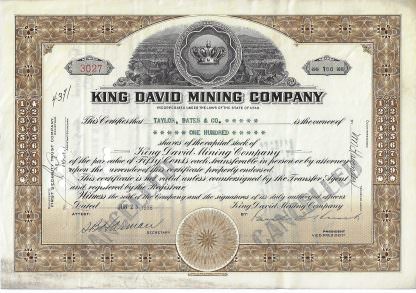 3027
100
KING DAVID MINING COMPANY
INCORPORATED UNDER THE LAWS OF THE STATE OF UTAH
This Certifies that TAYLOR, BATES & CO. is the owner of
ONE HUNDRED
shares of the capital stock of
King David Mining Company
of the par value of Fifty Cents each transferable in person or by attorney
upon the surrender of this certificate properly endorsed.
This certificate is not valid unless countersigned by the Transfer Agent
and registered by the Registrar.
Witness the seal of the Company and the signatures of its duly authorized officers
Dated
King David Mining Company
ATTEST:
SECRETARY
PRESIDENT
VICE PRESIDENT
CANCELLED